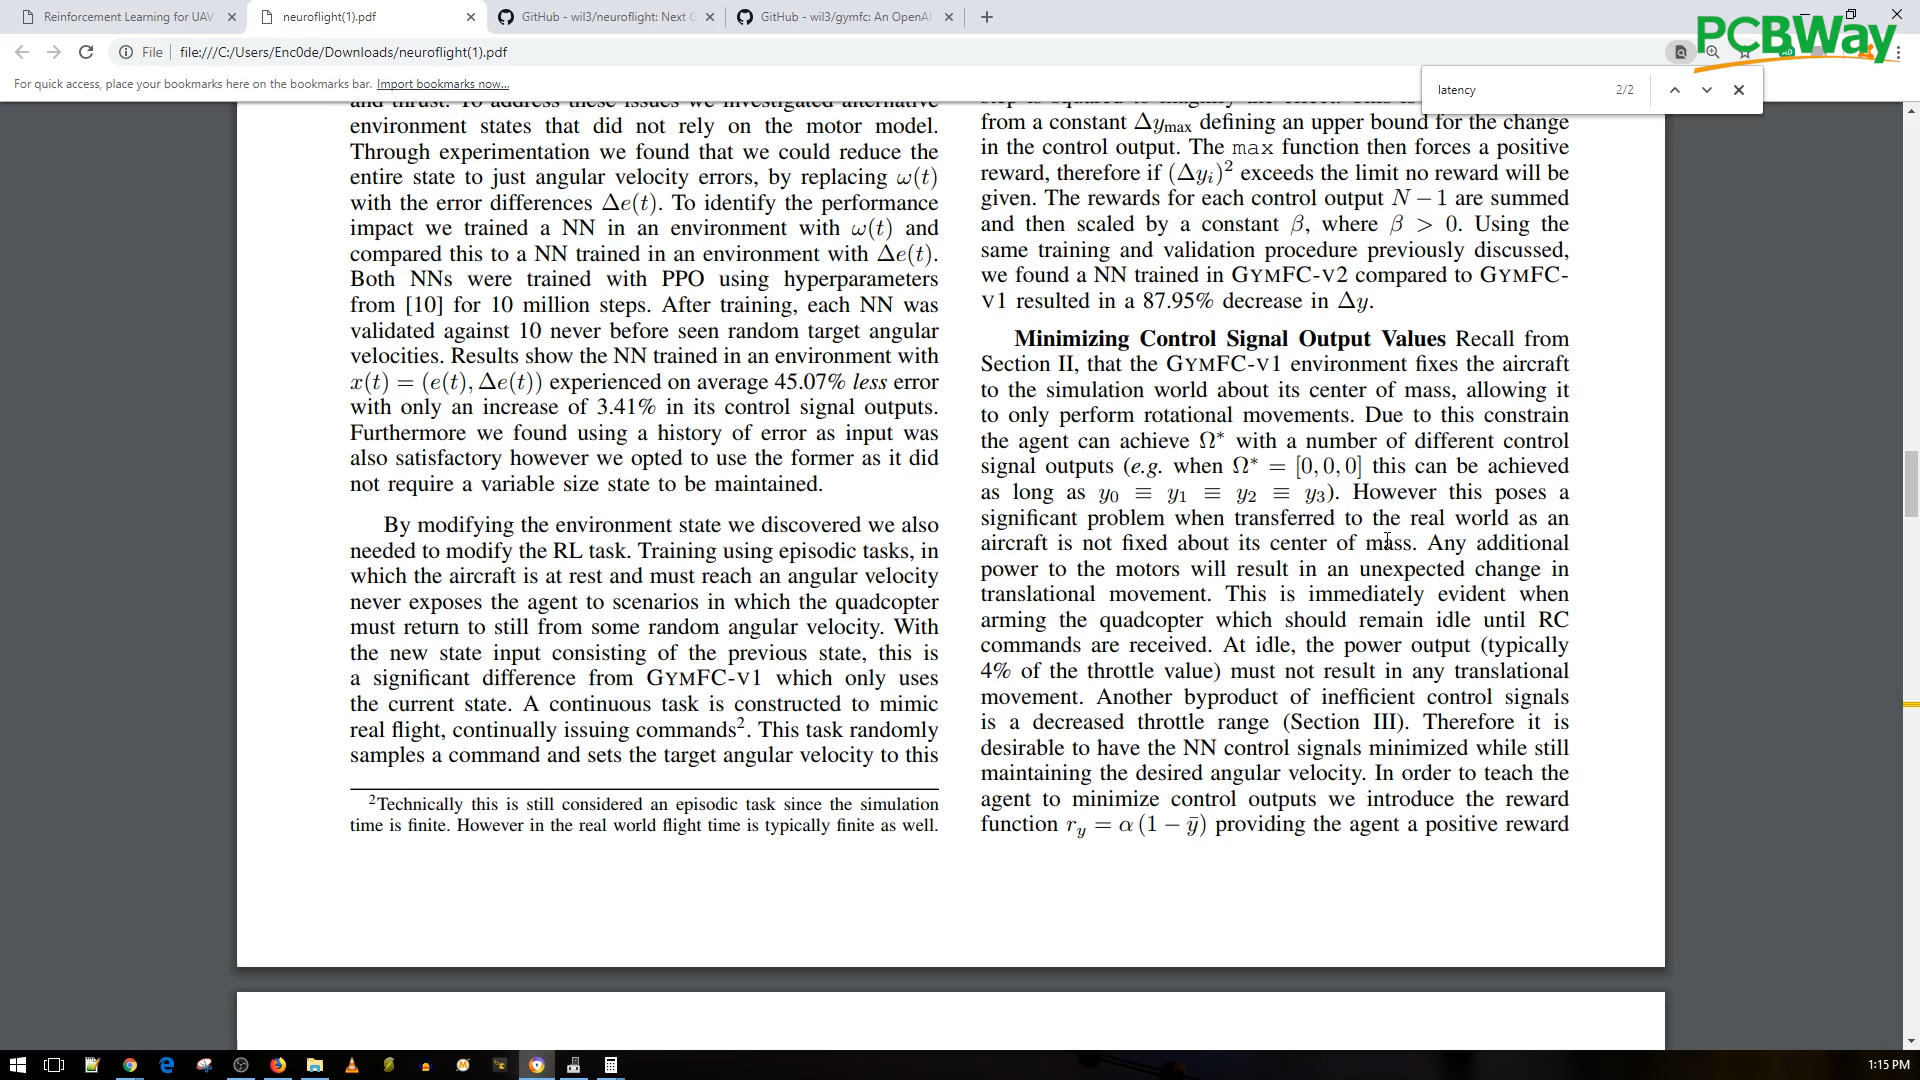 Reinforcement Learning for UAV
neuroflight(1).pdf
GitHub - wil3/neuroflight: Next G
GitHub - wil3/gymfc: An OpenAI
PCBWay
File
file:///C:/Users/Enc0de/Downloads/neuroflight(1).pdf
For quick access, place your bookmarks here on the bookmarks bar. Import bookmarks now...
latency 2/2
and thrust. To address these issues we investigated alternative
environment states that did not rely on the motor model.
Through experimentation we found that we could reduce the
entire state to just angular velocity errors, by replacing ω(t)
with the error differences Δe(t). To identify the performance
impact we trained a NN in an environment with ω(t) and
compared this to a NN trained in an environment with Δe(t).
Both NNs were trained with PPO using hyperparameters
from [10] for 10 million steps. After training, each NN was
validated against 10 never before seen random target angular
velocities. Results show the NN trained in an environment with
x(t) = (e(t), Δe(t)) experienced on average 45.07% less error
with only an increase of 3.41% in its control signal outputs.
Furthermore we found using a history of error as input was
also satisfactory however we opted to use the former as it did
not require a variable size state to be maintained.
By modifying the environment state we discovered we also
needed to modify the RL task. Training using episodic tasks, in
which the aircraft is at rest and must reach an angular velocity
never exposes the agent to scenarios in which the quadcopter
must return to still from some random angular velocity. With
the new state input consisting of the previous state, this is
a significant difference from GYMFC-V1 which only uses
the current state. A continuous task is constructed to mimic
real flight, continually issuing commands². This task randomly
samples a command and sets the target angular velocity to this
²Technically this is still considered an episodic task since the simulation
time is finite. However in the real world flight time is typically finite as well.
step is squared to magnify the effect. This is
from a constant Δymax defining an upper bound for the change
in the control output. The max function then forces a positive
reward, therefore if (Δyi)² exceeds the limit no reward will be
given. The rewards for each control output N − 1 are summed
and then scaled by a constant β, where β > 0. Using the
same training and validation procedure previously discussed,
we found a NN trained in GYMFC-V2 compared to GYMFC-
V1 resulted in a 87.95% decrease in Δy.
Minimizing Control Signal Output Values Recall from
Section II, that the GYMFC-V1 environment fixes the aircraft
to the simulation world about its center of mass, allowing it
to only perform rotational movements. Due to this constrain
the agent can achieve Ω* with a number of different control
signal outputs (e.g. when Ω* = [0, 0, 0] this can be achieved
as long as y0 ≡ y1 ≡ y2 ≡ y3). However this poses a
significant problem when transferred to the real world as an
aircraft is not fixed about its center of mass. Any additional
power to the motors will result in an unexpected change in
translational movement. This is immediately evident when
arming the quadcopter which should remain idle until RC
commands are received. At idle, the power output (typically
4% of the throttle value) must not result in any translational
movement. Another byproduct of inefficient control signals
is a decreased throttle range (Section III). Therefore it is
desirable to have the NN control signals minimized while still
maintaining the desired angular velocity. In order to teach the
agent to minimize control outputs we introduce the reward
function ry = α (1 − ȳ) providing the agent a positive reward
1:15 PM